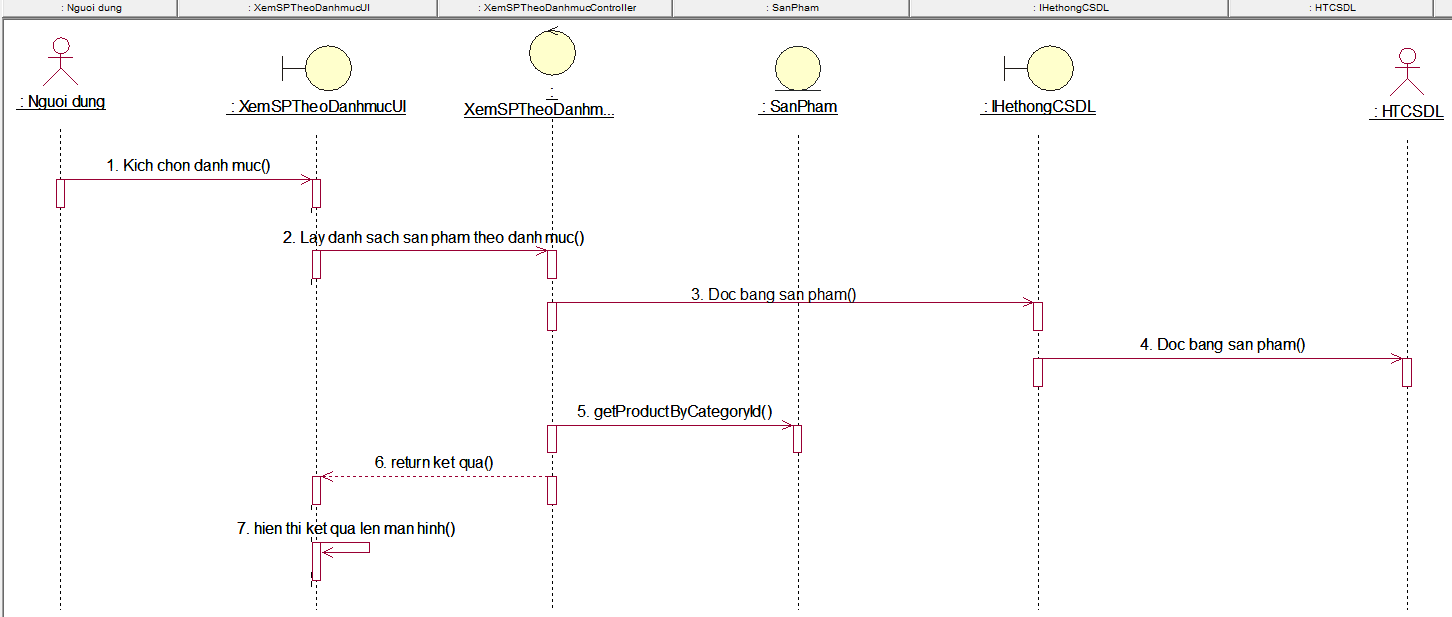 : Nguoi dung
: XemSPTheoDanhmucUI
: XemSPTheoDanhmucController
: SanPham
: IHethongCSDL
: HTCSDL
: Nguoi dung
: XemSPTheoDanhmucUI
:
XemSPTheoDanhm...
: SanPham
: IHethongCSDL
: HTCSDL
1. Kich chon danh muc()
2. Lay danh sach san pham theo danh muc()
3. Doc bang san pham()
4. Doc bang san pham()
5. getProductByCategoryId()
6. return ket qua()
7. hien thi ket qua len man hinh()